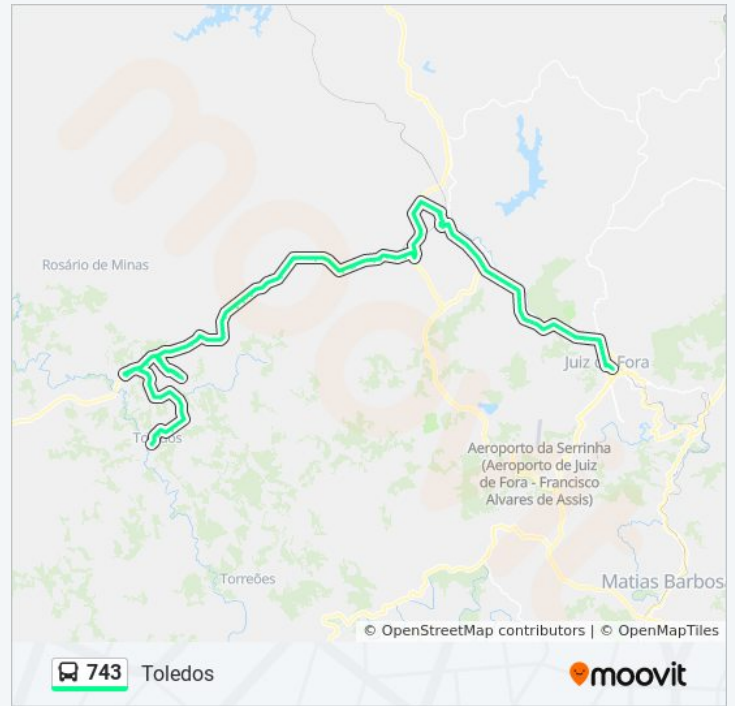 Rosário de Minas
Juiz de Fora
Toledos
Aeroporto da Serrinha
(Aeroporto de Juiz
de Fora - Francisco
Alvares de Assis)
Torreões
Matias Barbosa
© OpenStreetMap contributors | © OpenMapTiles
743 Toledos
moovit